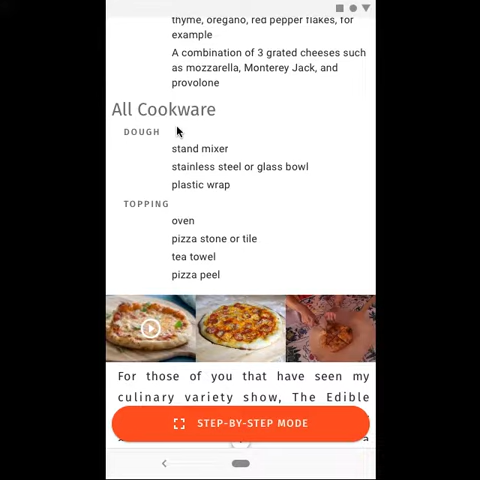 thyme, oregano, red pepper flakes, for
example
A combination of 3 grated cheeses such
as mozzarella, Monterey Jack, and
provolone
All Cookware
DOUGH
stand mixer
stainless steel or glass bowl
plastic wrap
TOPPING
oven
pizza stone or tile
tea towel
pizza peel
For those of you that have seen my
culinary variety show, The Edible
STEP-BY-STEP MODE
a